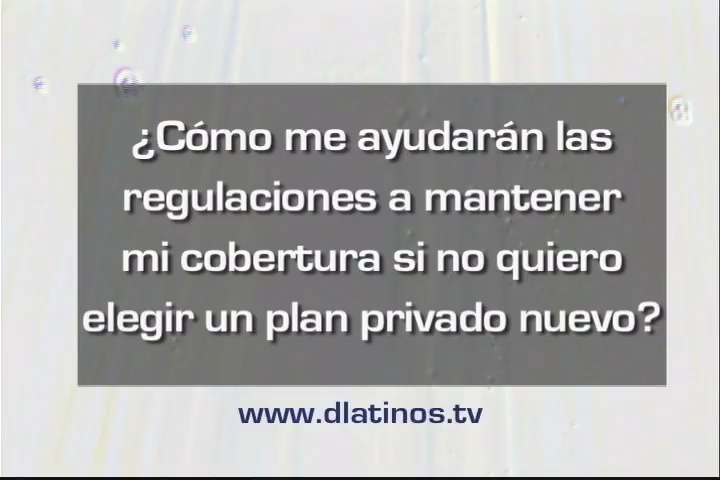 ¿Cómo me ayudarán las
regulaciones a mantener
mi cobertura si no quiero
elegir un plan privado nuevo?
www.dlatinos.tv